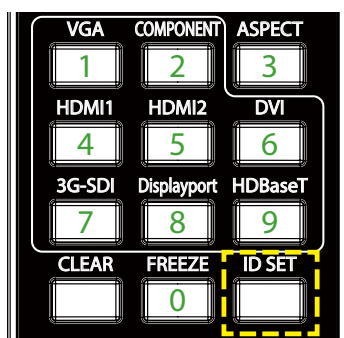 VGA COMPONENT ASPECT
1 2 3
HDMI1 HDMI2 DVI
4 5 6
3G-SDI Displayport HDBaseT
7 8 9
CLEAR FREEZE ID SET
0